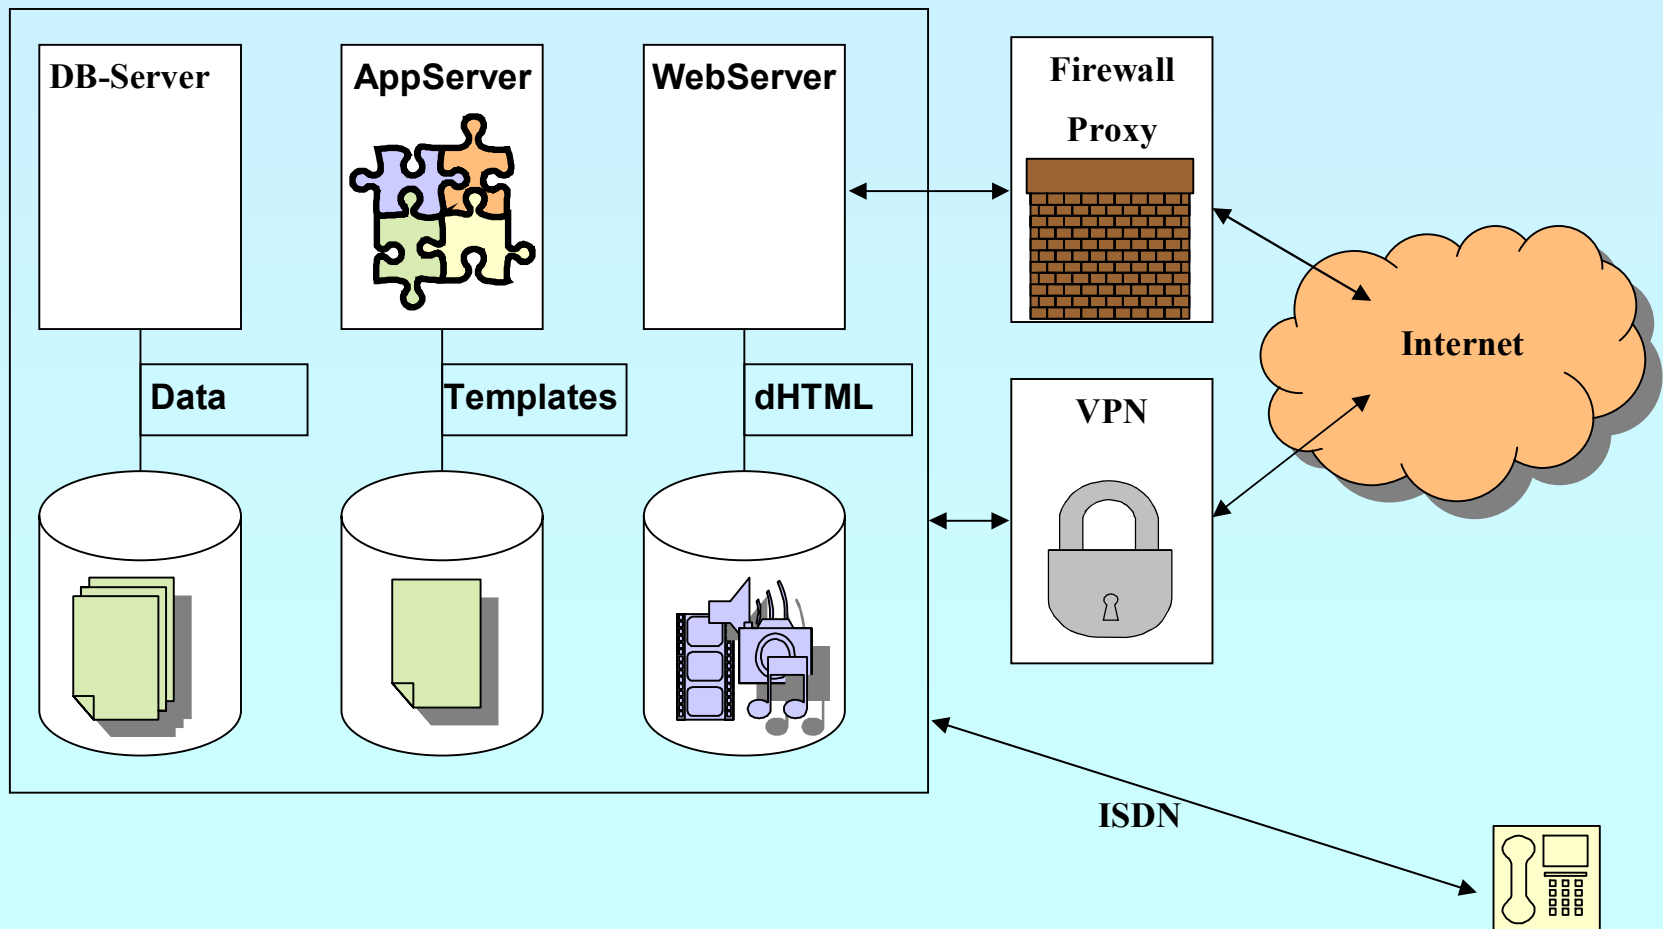 DB-Server
AppServer
WebServer
Firewall
Proxy
Internet
Data
Templates
dHTML
VPN
ISDN